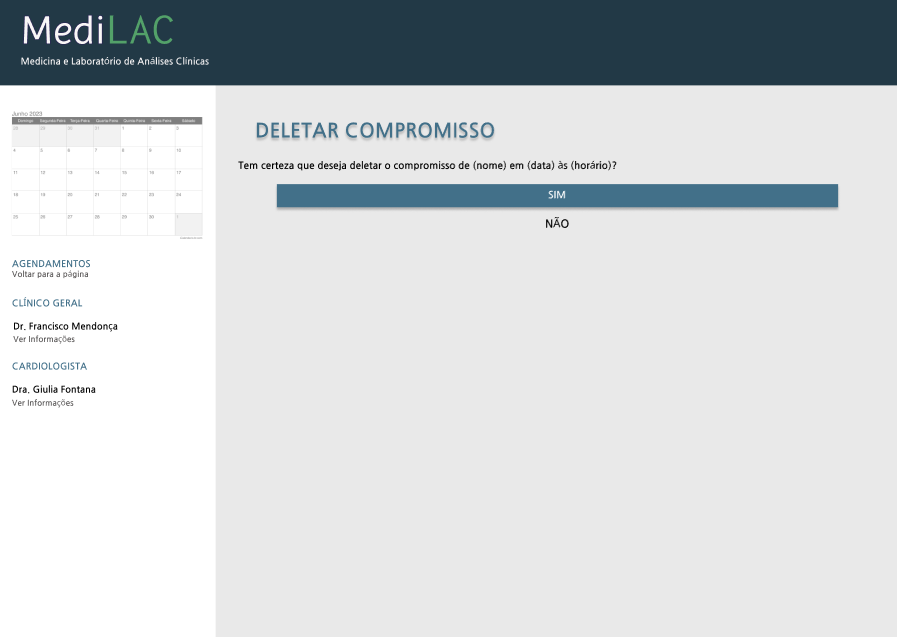 MediLAC
Medicina e Laboratório de Análises Clínicas
Junho 2023
Domingo Segunda-Feira Terça-Feira Quarta-Feira Quinta-Feira Sexta-Feira Sábado
28 29 30 31 1 2 3
4 5 6 7 8 9 10
11 12 13 14 15 16 17
18 19 20 21 22 23 24
25 26 27 28 29 30 1
AGENDAMENTOS
Voltar para a página
CLÍNICO GERAL
Dr. Francisco Mendonça
Ver Informações
CARDIOLOGISTA
Dra. Giulia Fontana
Ver Informações
DELETAR COMPROMISSO
Tem certeza que deseja deletar o compromisso de (nome) em (data) às (horário)?
SIM
NÃO